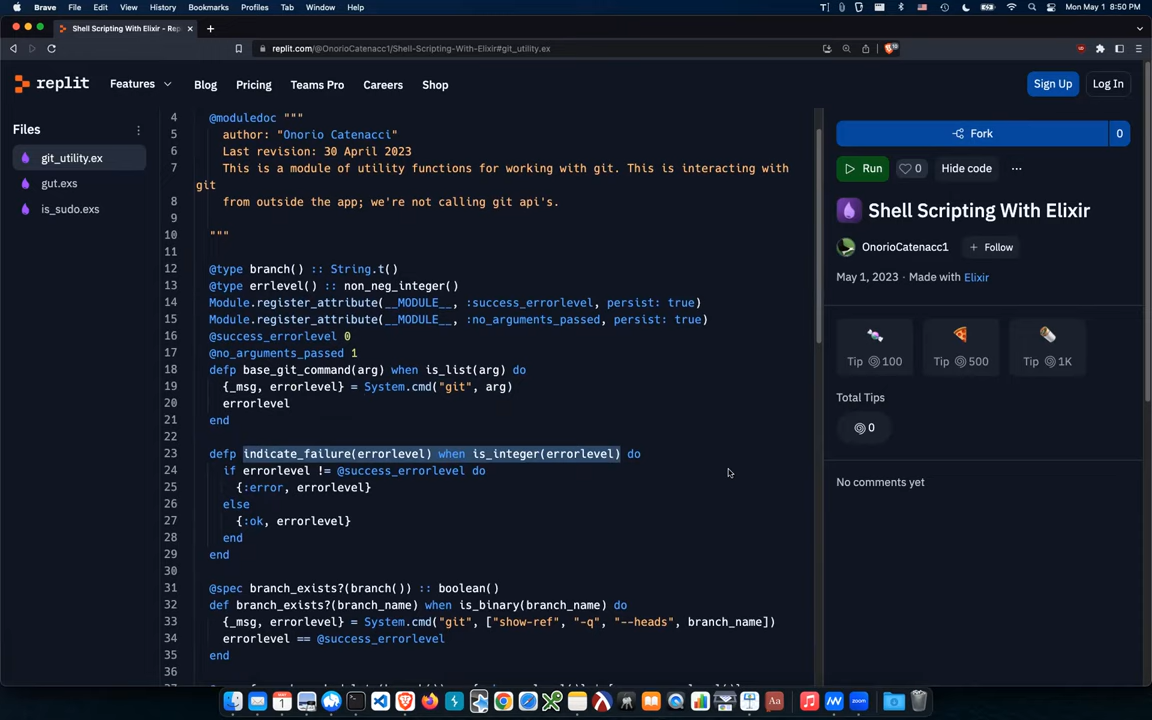 Brave File Edit View History Bookmarks Profiles Tab Window Help
Mon May 1 8:50 PM
Shell Scripting With Elixir - Rep
replit.com/@OnorioCatenacc1/Shell-Scripting-With-Elixir#git_utility.ex
replit Features Blog Pricing Teams Pro Careers Shop Sign Up Log In
Files
git_utility.ex
gut.exs
is_sudo.exs
4 @moduledoc """
5 author: "Onorio Catenacci"
6 Last revision: 30 April 2023
7 This is a module of utility functions for working with git. This is interacting with
git
8 from outside the app; we're not calling git api's.
9
10 """
11
12 @type branch() :: String.t()
13 @type errlevel() :: non_neg_integer()
14 Module.register_attribute(__MODULE__, :success_errorlevel, persist: true)
15 Module.register_attribute(__MODULE__, :no_arguments_passed, persist: true)
16 @success_errorlevel 0
17 @no_arguments_passed 1
18 defp base_git_command(arg) when is_list(arg) do
19 {_msg, errorlevel} = System.cmd("git", arg)
20 errorlevel
21 end
22
23 defp indicate_failure(errorlevel) when is_integer(errorlevel) do
24 if errorlevel != @success_errorlevel do
25 {:error, errorlevel}
26 else
27 {:ok, errorlevel}
28 end
29 end
30
31 @spec branch_exists?(branch()) :: boolean()
32 def branch_exists?(branch_name) when is_binary(branch_name) do
33 {_msg, errorlevel} = System.cmd("git", ["show-ref", "-q", "--heads", branch_name])
34 errorlevel == @success_errorlevel
35 end
36
Fork 0
Run 0 Hide code
Shell Scripting With Elixir
OnorioCatenacc1 + Follow
May 1, 2023 · Made with Elixir
Tip 100 Tip 500 Tip 1K
Total Tips
0
No comments yet